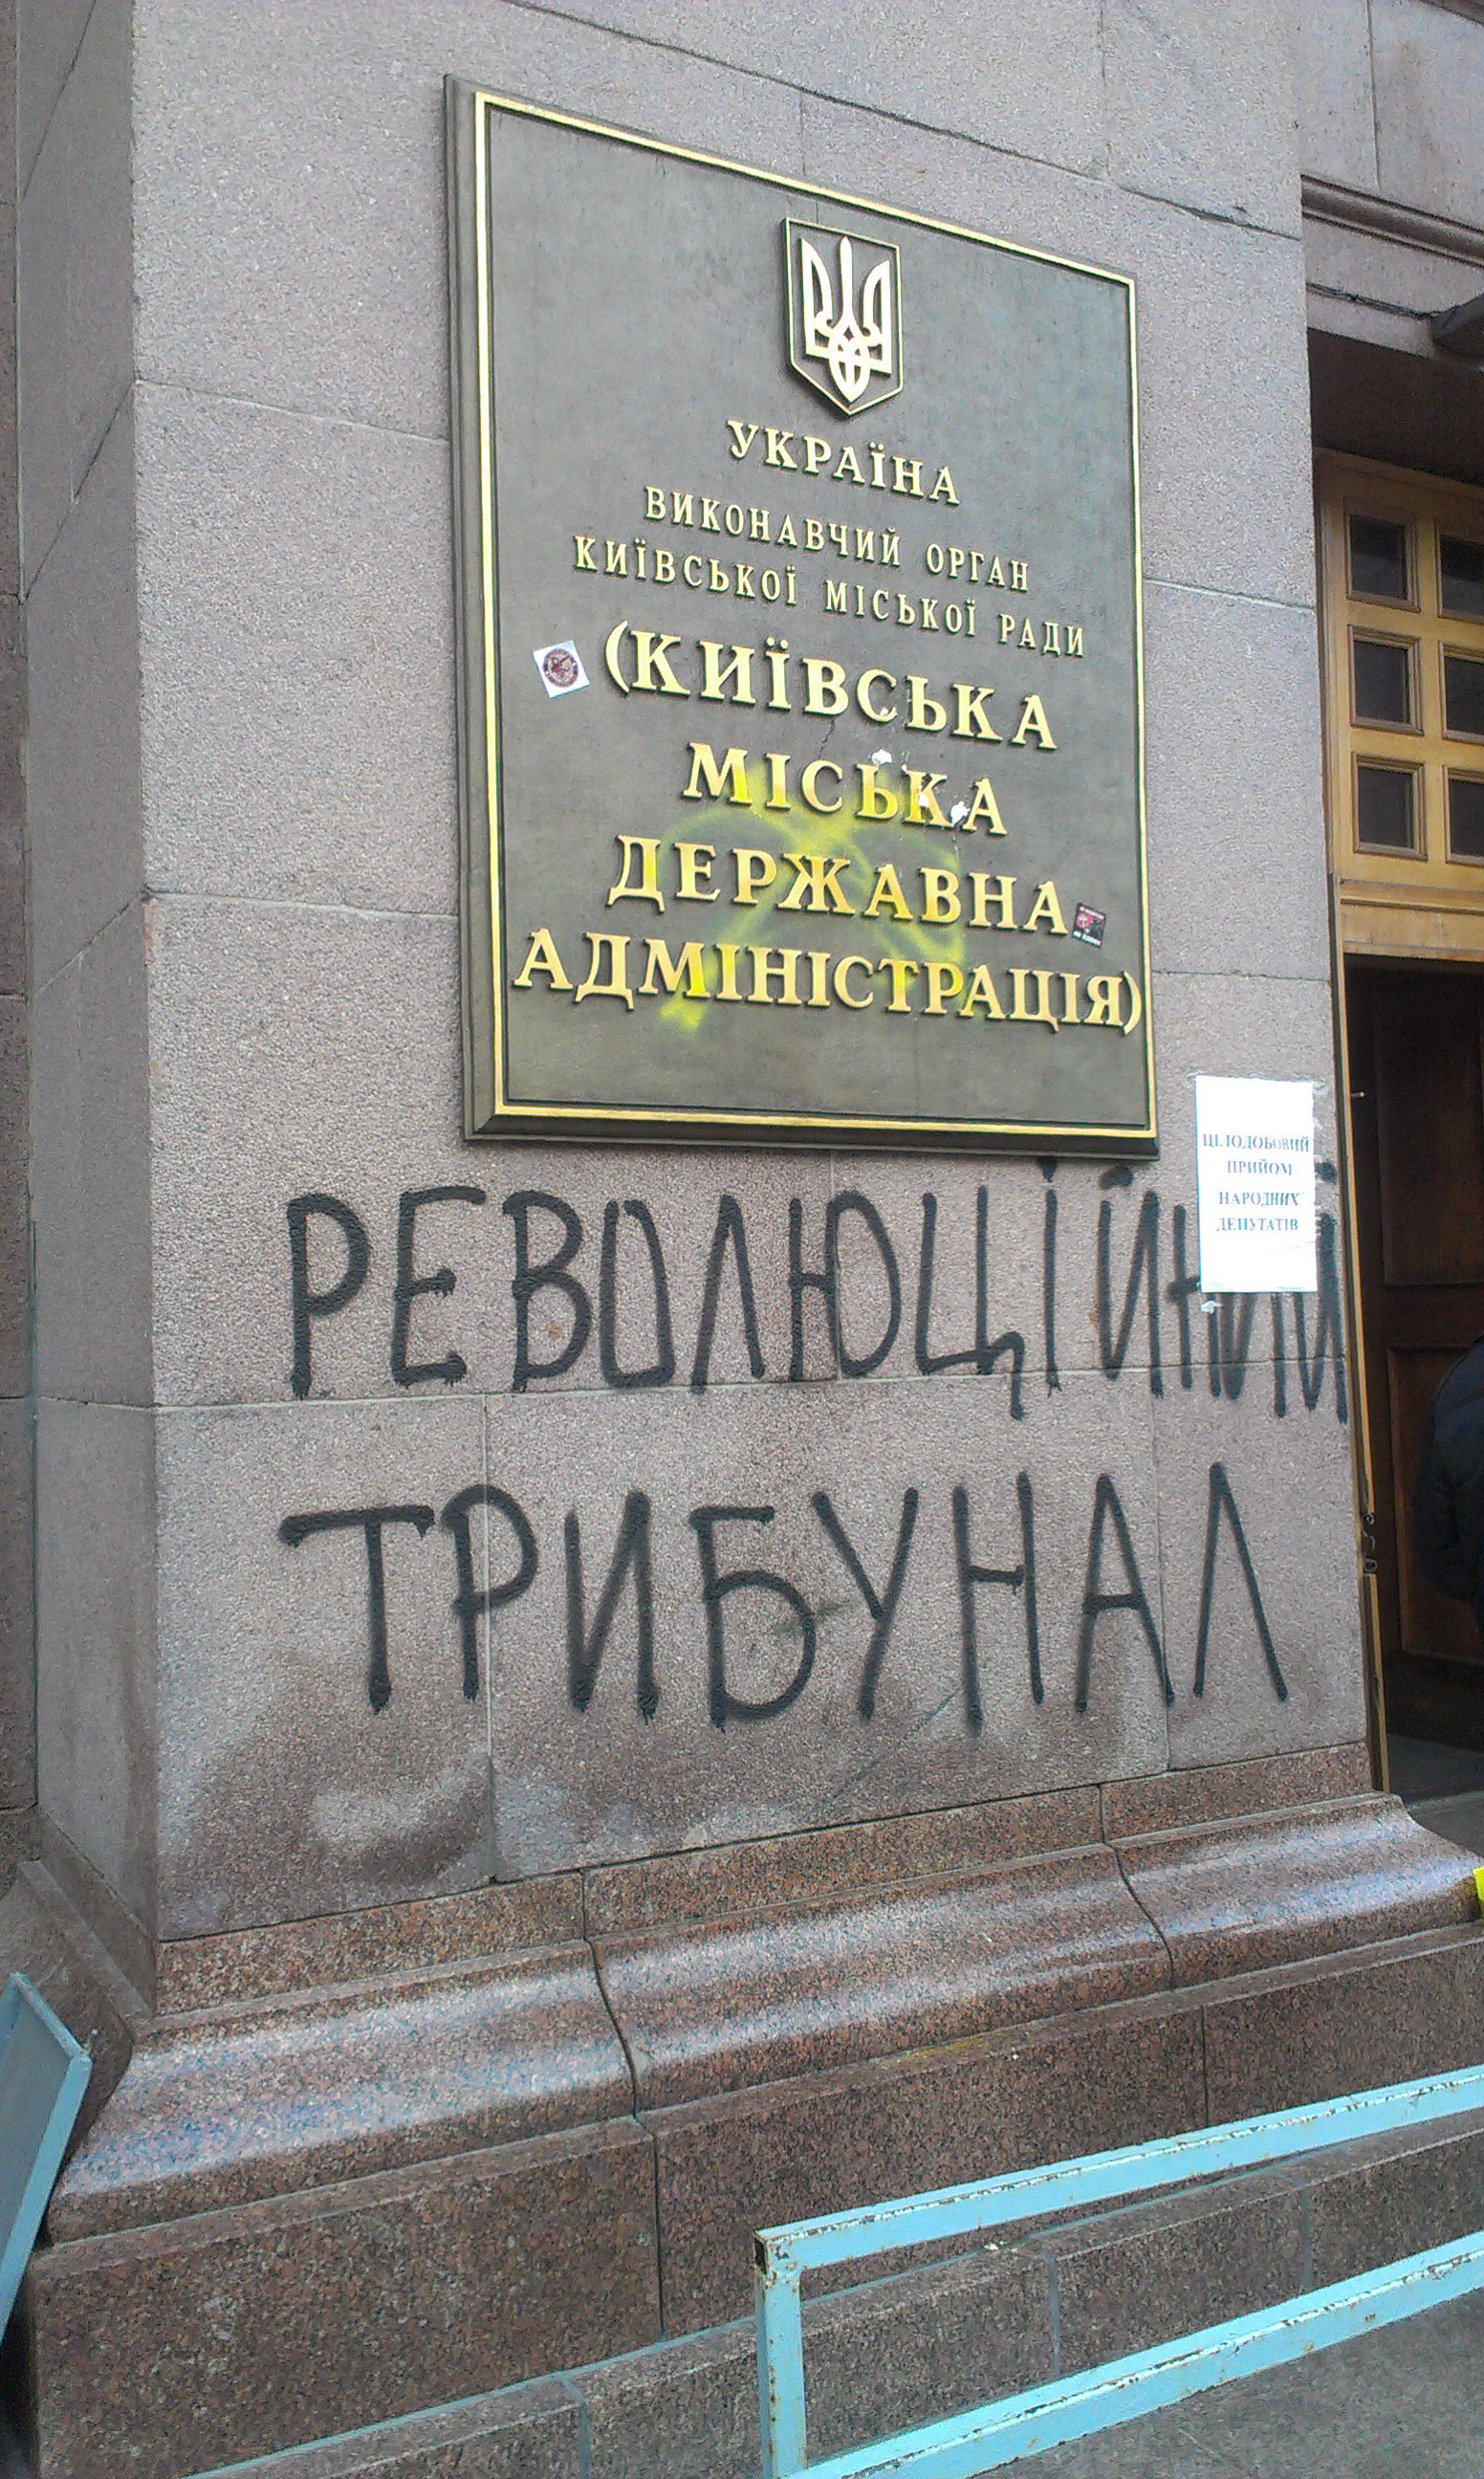 УКРАЇНА
ВИКОНАВЧИЙ ОРГАН
КИЇВСЬКОЇ МІСЬКОЇ РАДИ
(КИЇВСЬКА
МІСЬКА
ДЕРЖАВНА
АДМІНІСТРАЦІЯ)
ЦІЛОДОБОВИЙ
ПРИЙОМ
НАРОДНИХ
ДЕПУТАТІВ
РЕВОЛЮЦІЙНИЙ
ТРИБУНАЛ